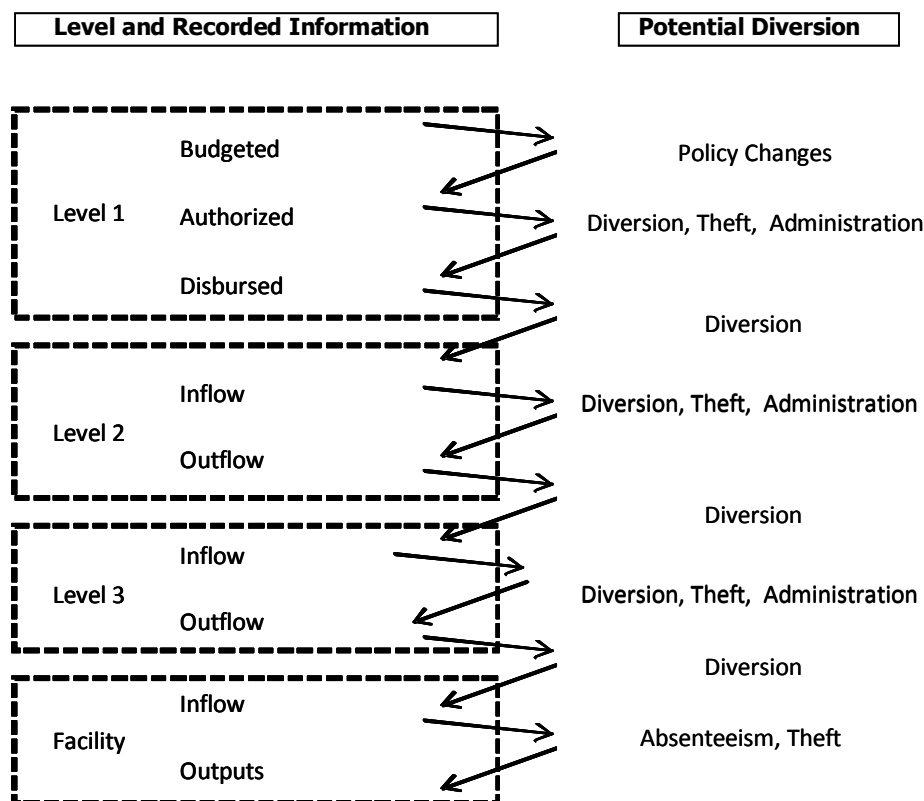 Level and Recorded Information
Potential Diversion
Budgeted
Policy Changes
Level 1
Authorized
Diversion, Theft, Administration
Disbursed
Diversion
Inflow
Diversion, Theft, Administration
Level 2
Outflow
Diversion
Inflow
Level 3
Diversion, Theft, Administration
Outflow
Diversion
Inflow
Facility
Absenteeism, Theft
Outputs